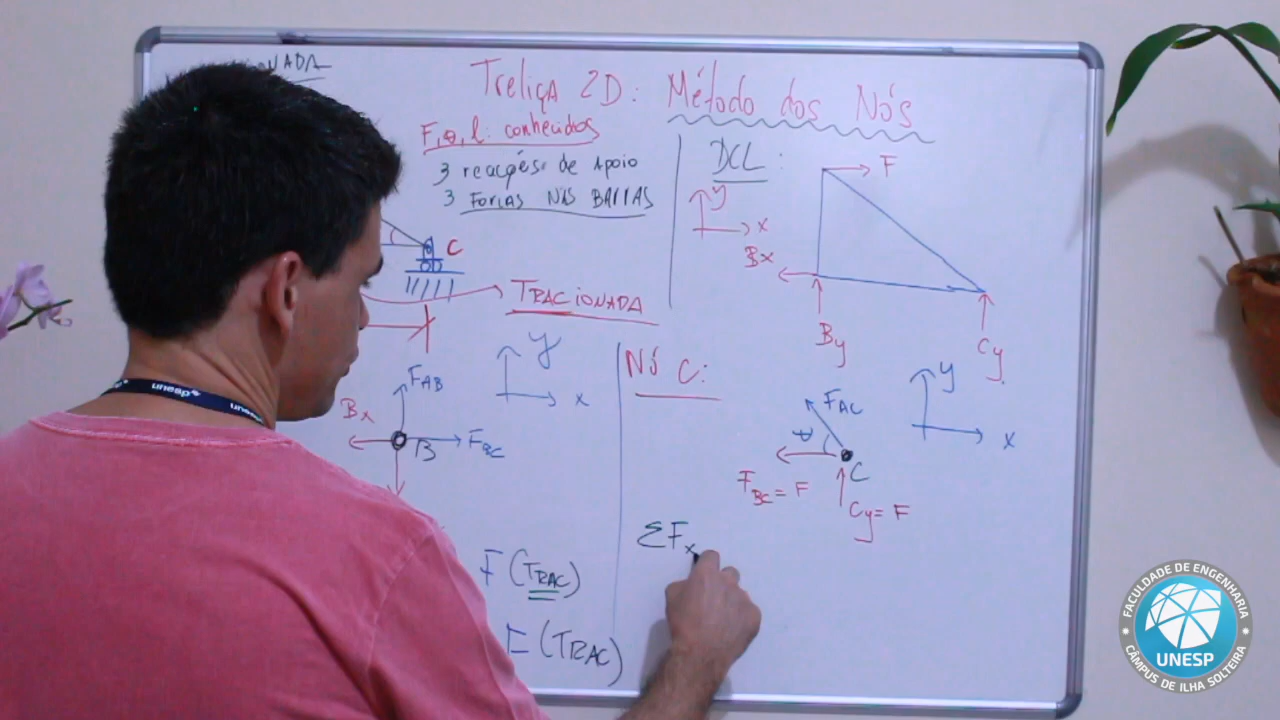 Treliça 2D: Método dos Nós
F, θ, l: conhecidos
3 reações de Apoio
3 FORÇAS NAS BARRAS
C
TRACIONADA
DCL:
y
x
F
Bx
By
Cy
y
x
FAB
Bx
B
FBC
F (TRAC)
F (TRAC)
NÓ C:
FAC
θ
C
FBC = F
Cy = F
y
x
ΣFx
unesp
unesp
FACULDADE DE ENGENHARIA
UNESP
CÂMPUS DE ILHA SOLTEIRA